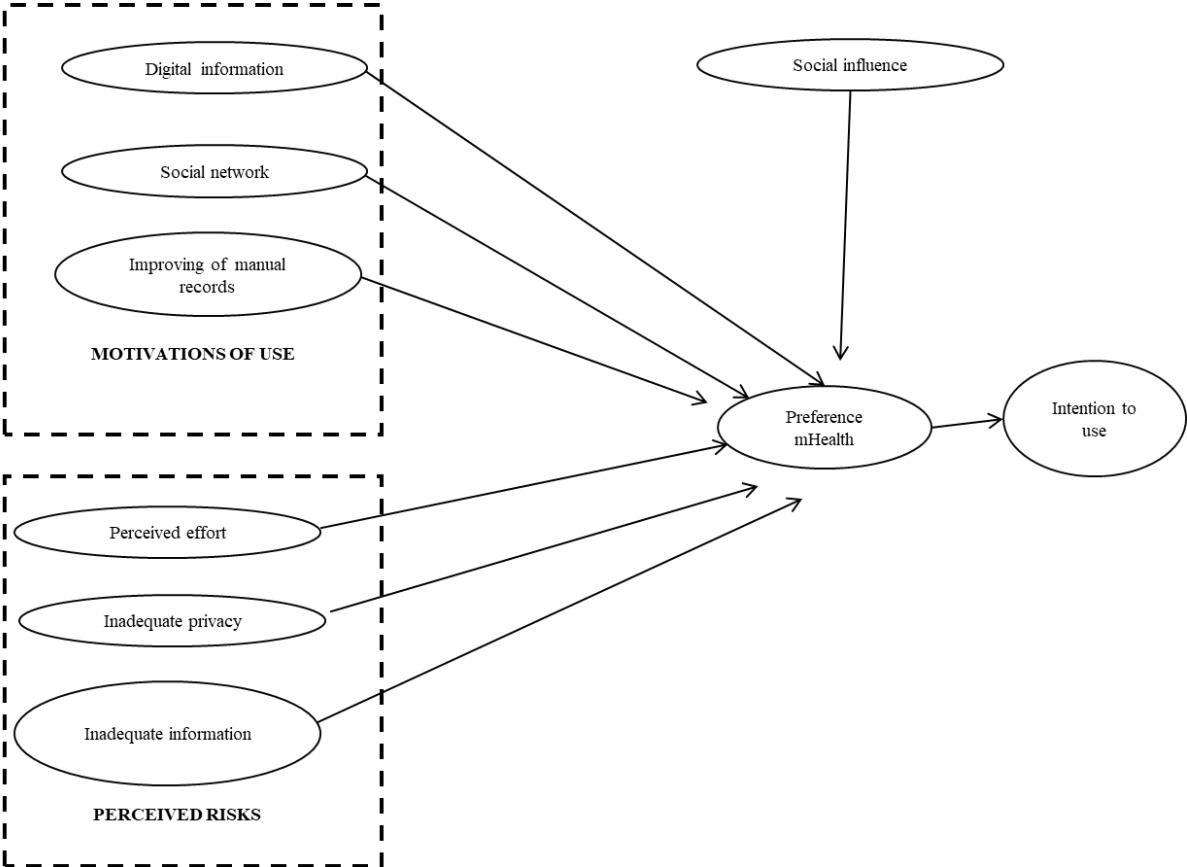 Digital information
Social influence
Social network
Improving of manual
records
MOTIVATIONS OF USE
Preference
mHealth
Intention to
use
Perceived effort
Inadequate privacy
Inadequate information
PERCEIVED RISKS